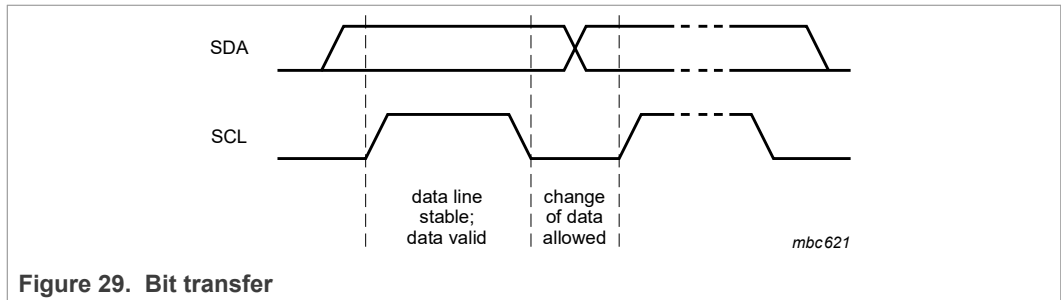 SDA
SCL
data line
stable;
data valid
change
of data
allowed
mbc621
Figure 29. Bit transfer